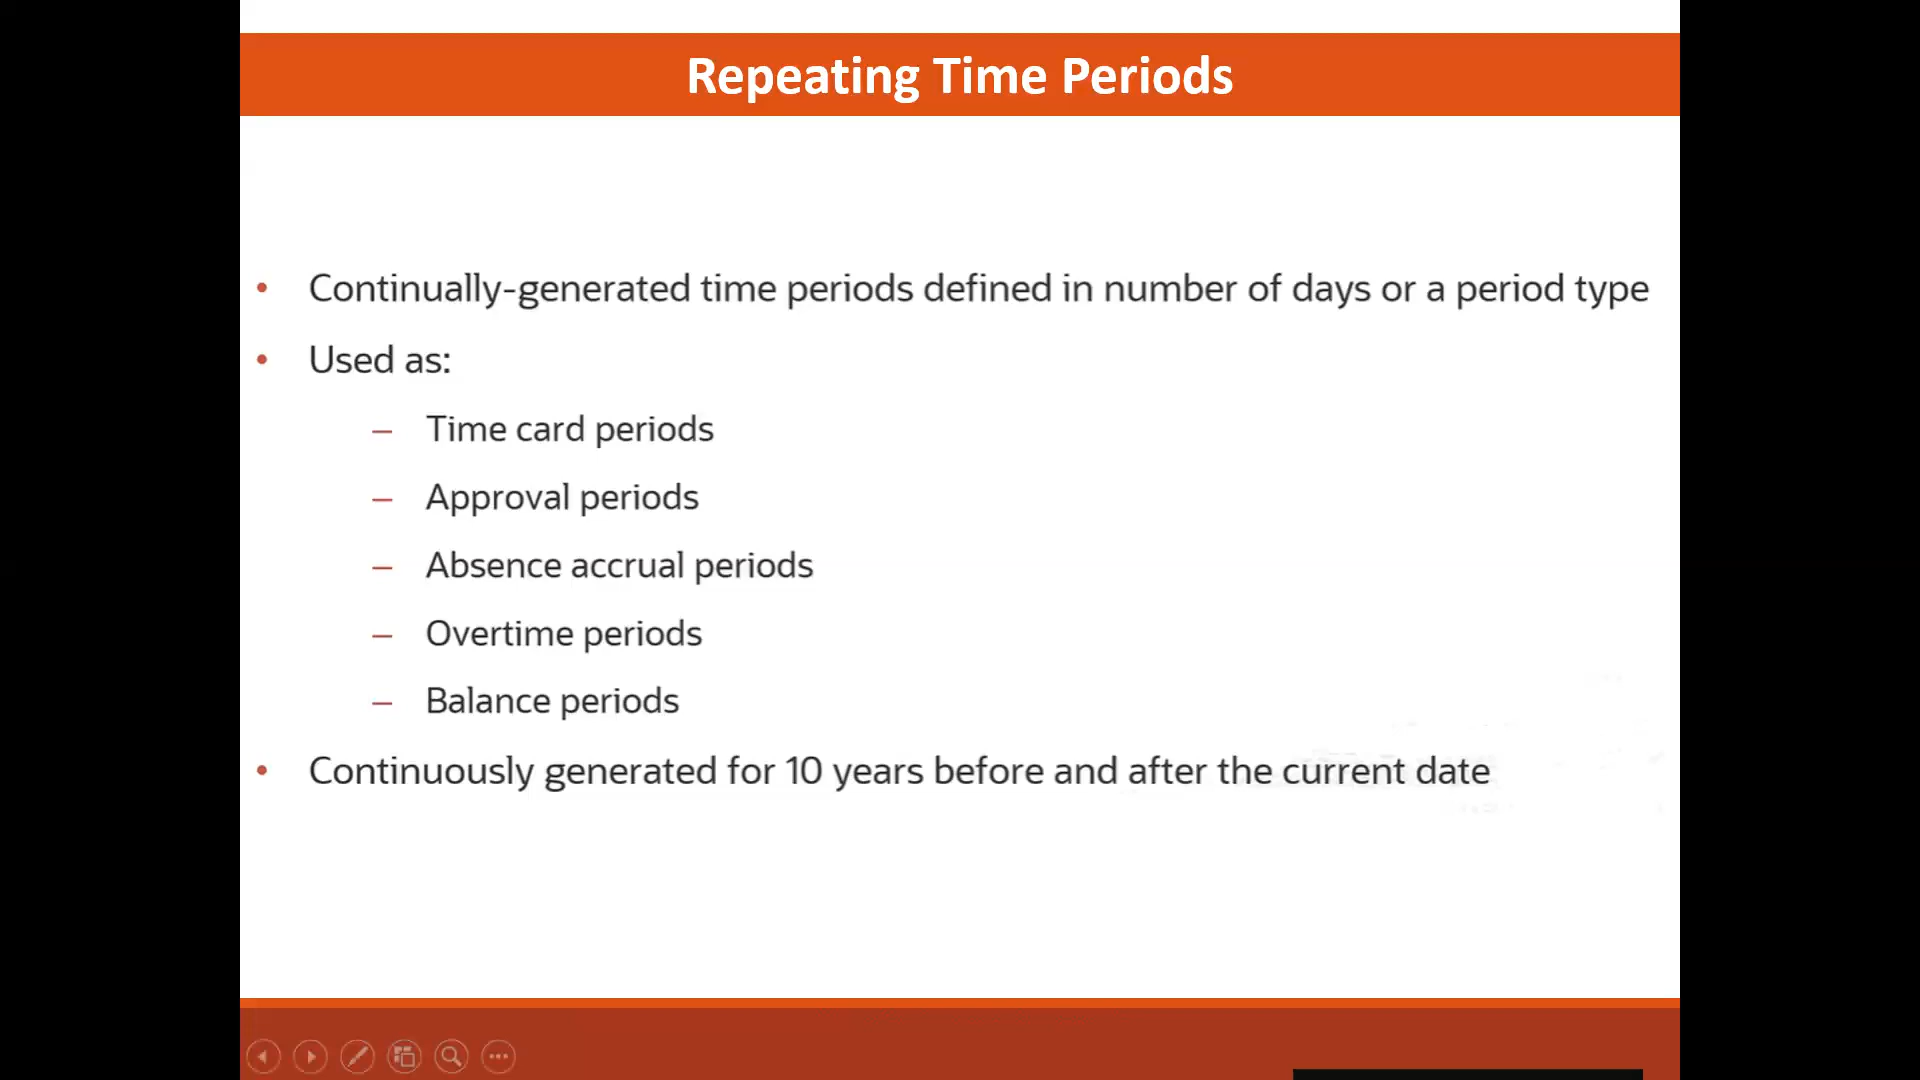 Repeating Time Periods
• Continually-generated time periods defined in number of days or a period type
• Used as:
– Time card periods
– Approval periods
– Absence accrual periods
– Overtime periods
– Balance periods
• Continuously generated for 10 years before and after the current date